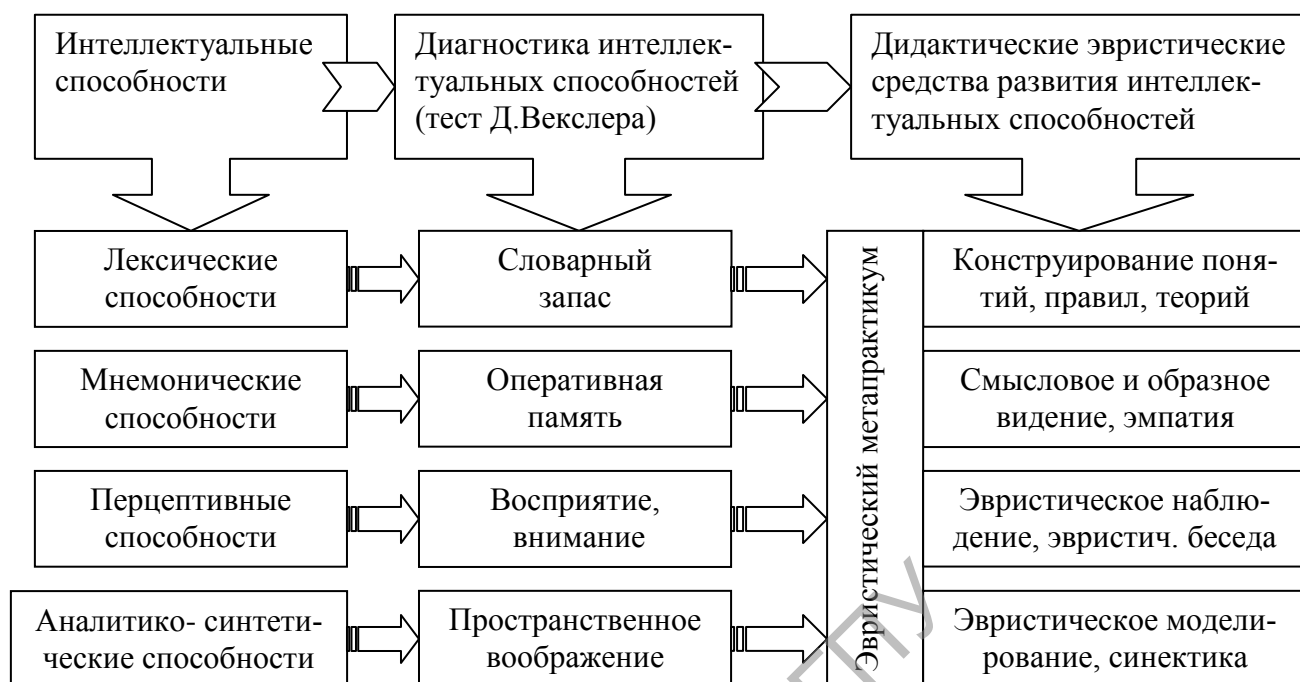 Интеллектуальные
способности
Диагностика интеллек-
туальных способностей
(тест Д.Векслера)
Дидактические эвристические
средства развития интеллек-
туальных способностей
Лексические
способности
Словарный
запас
Эвристический метапрактикум
Конструирование поня-
тий, правил, теорий
Мнемонические
способности
Оперативная
память
Смысловое и образное
видение, эмпатия
Перцептивные
способности
Восприятие,
внимание
Эвристическое наблю-
дение, эвристич. беседа
Аналитико- синтети-
ческие способности
Пространственное
воображение
Эвристическое модели-
рование, синектика